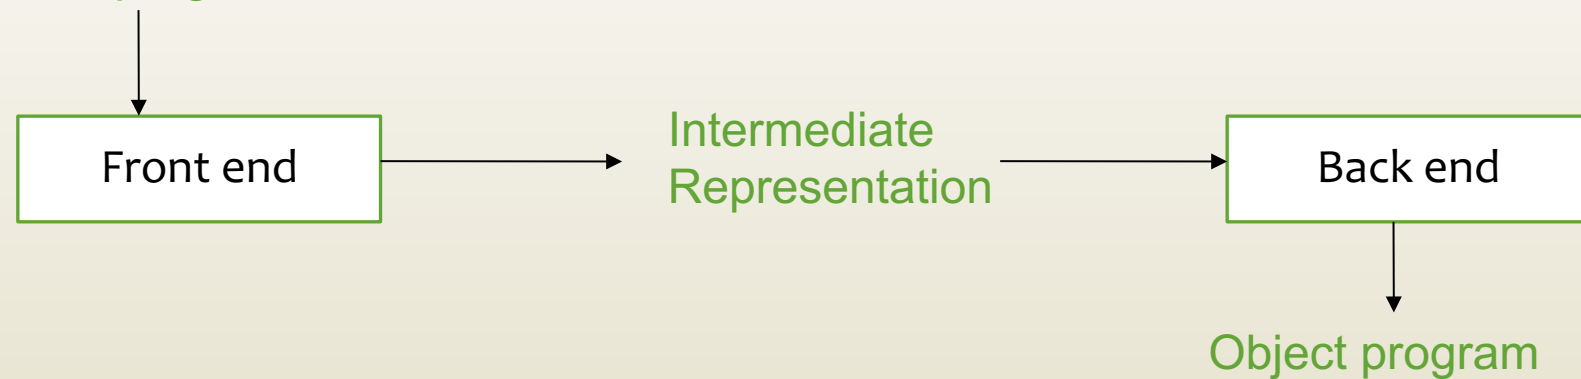 Front end
Intermediate
Representation
Back end
Object program